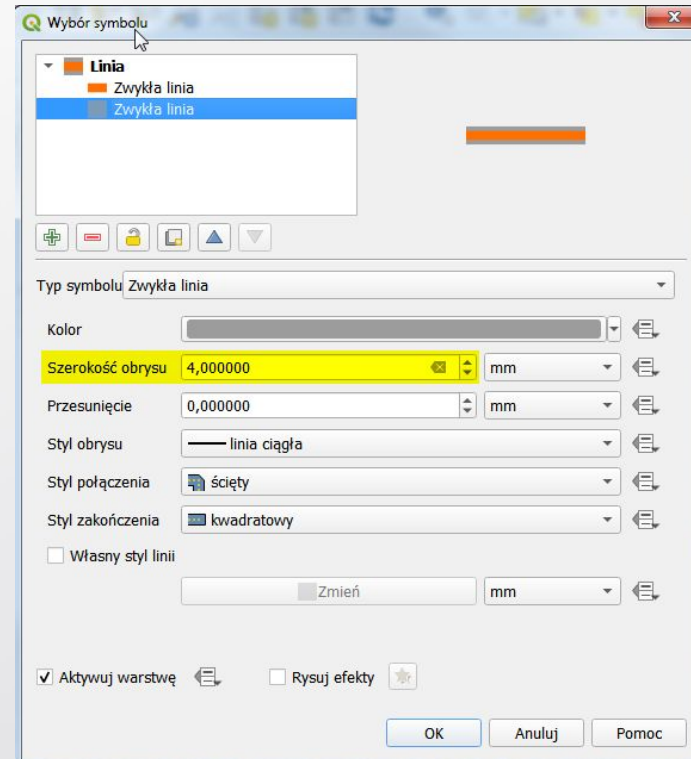 Wybór symbolu
Linia
Zwykła linia
Zwykła linia
Typ symbolu Zwykła linia
Kolor
Szerokość obrysu 4,000000 mm
Przesunięcie 0,000000 mm
Styl obrysu linia ciągła
Styl połączenia ścięty
Styl zakończenia kwadratowy
Własny styl linii
Zmień mm
Aktywuj warstwę Rysuj efekty
OK Anuluj Pomoc